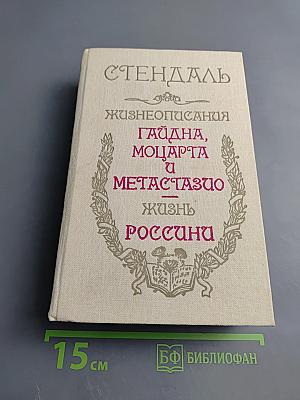 СТЕНДАЛЬ
ЖИЗНЕОПИСАНИЯ
ГАЙДНА,
МОЦАРТА
И
МЕТАСТАЗИО
ЖИЗНЬ
РОССИНИ
15 см
БФ БИБЛИОФАН